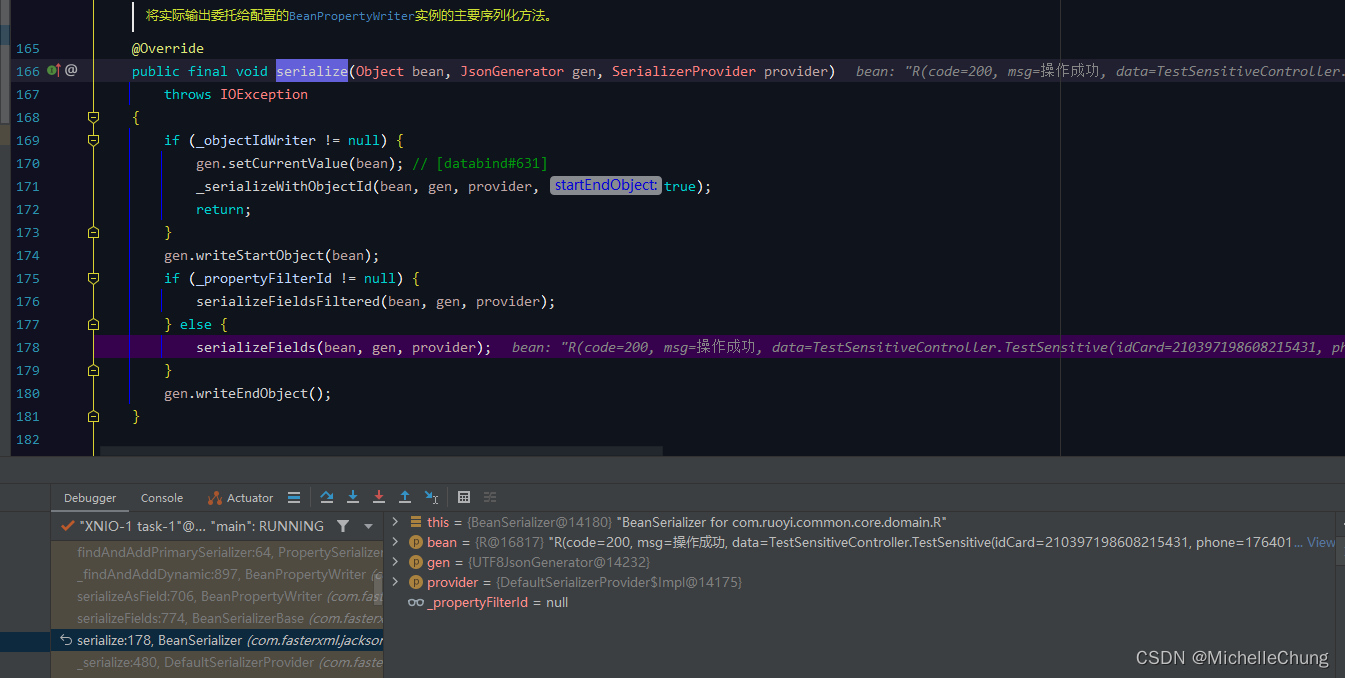 将实际输出委托给配置的BeanPropertyWriter实例的主要序列化方法。
165 @Override
166 @ public final void serialize(Object bean, JsonGenerator gen, SerializerProvider provider) bean: "R(code=200, msg=操作成功, data=TestSensitiveController.
167 throws IOException
168 {
169 if (_objectIdWriter != null) {
170 gen.setCurrentValue(bean); // [databind#631]
171 _serializeWithObjectId(bean, gen, provider, startEndObject: true);
172 return;
173 }
174 gen.writeStartObject(bean);
175 if (_propertyFilterId != null) {
176 serializeFieldsFiltered(bean, gen, provider);
177 } else {
178 serializeFields(bean, gen, provider); bean: "R(code=200, msg=操作成功, data=TestSensitiveController.TestSensitive(idCard=210397198608215431, ph
179 }
180 gen.writeEndObject();
181 }
182
Debugger Console Actuator
"XNIO-1 task-1"@... "main": RUNNING
findAndAddPrimarySerializer:64, PropertySerializer
_findAndAddDynamic:897, BeanPropertyWriter (c
serializeAsField:706, BeanPropertyWriter (com.fas
serializeFields:774, BeanSerializerBase (com.fasterx
serialize:178, BeanSerializer (com.fasterxml.jackson
_serialize:480, DefaultSerializerProvider (com.faste
this = {BeanSerializer@14180} "BeanSerializer for com.ruoyi.common.core.domain.R"
bean = {R@16817} "R(code=200, msg=操作成功, data=TestSensitiveController.TestSensitive(idCard=210397198608215431, phone=176401... View
gen = {UTF8JsonGenerator@14232}
provider = {DefaultSerializerProvider$Impl@14175}
_propertyFilterId = null
CSDN @MichelleChung